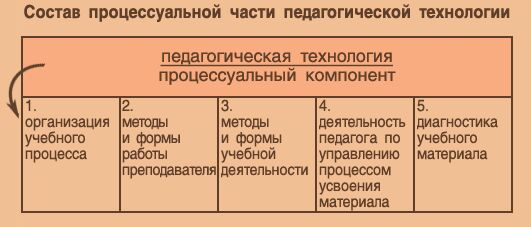 Состав процессуальной части педагогической технологии
педагогическая технология
процессуальный компонент
1.
организация
учебного
процесса
2.
методы
и формы
работы
преподавателя
3.
методы
и формы
учебной
деятельности
4.
деятельность
педагога по
управлению
процессом
усвоения
материала
5.
диагностика
учебного
материала